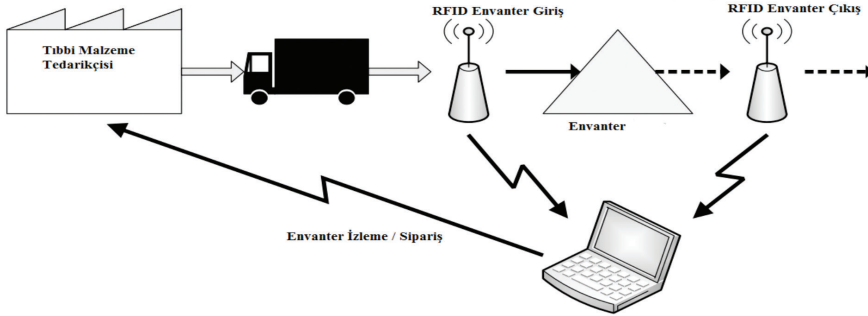 RFID Envanter Giriş
RFID Envanter Çıkış
Tıbbi Malzeme
Tedarikçisi
Envanter
Envanter İzleme / Sipariş